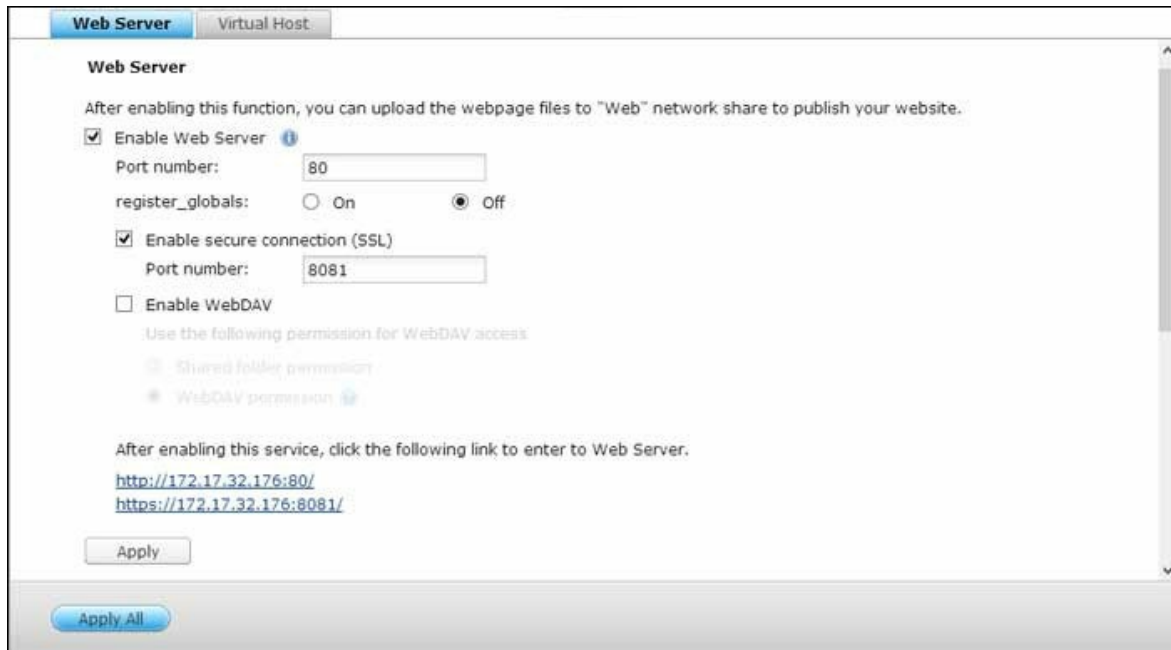 Web Server
Virtual Host
Web Server
After enabling this function, you can upload the webpage files to "Web" network share to publish your website.
Enable Web Server
Port number: 80
register_globals: On Off
Enable secure connection (SSL)
Port number: 8081
Enable WebDAV
Use the following permission for WebDAV access
Shared folder permission
WebDAV permission
After enabling this service, click the following link to enter to Web Server.
http://172.17.32.176:80/
https://172.17.32.176:8081/
Apply
Apply All